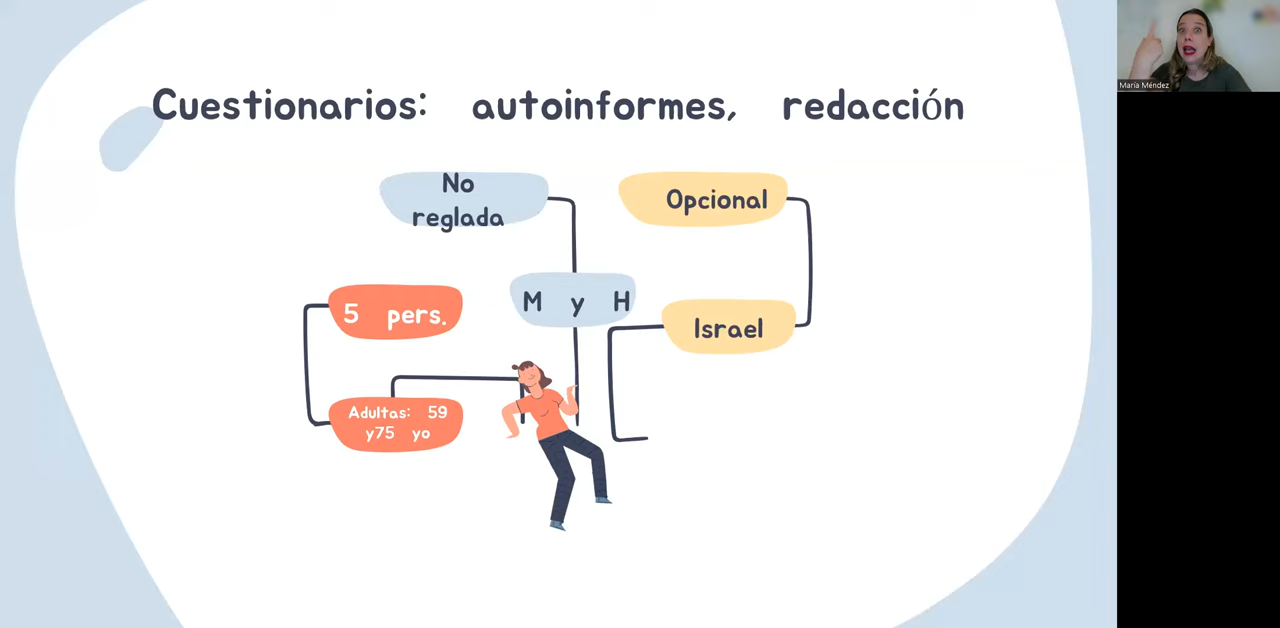 Cuestionarios: autoinformes, redacción
No
reglada
Opcional
5 pers.
M y H
Israel
Adultas: 59
y75 yo
María Méndez